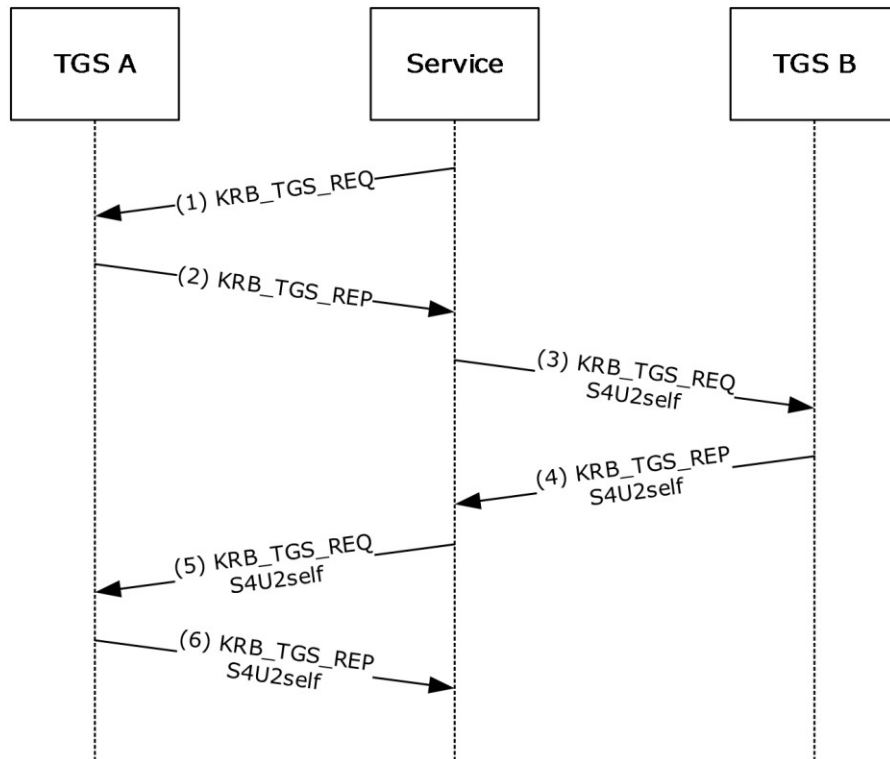 TGS A
Service
TGS B
(1) KRB_TGS_REQ
(2) KRB_TGS_REP
(3) KRB_TGS_REQ
S4U2self
(4) KRB_TGS_REP
S4U2self
(5) KRB_TGS_REQ
S4U2self
(6) KRB_TGS_REP
S4U2self